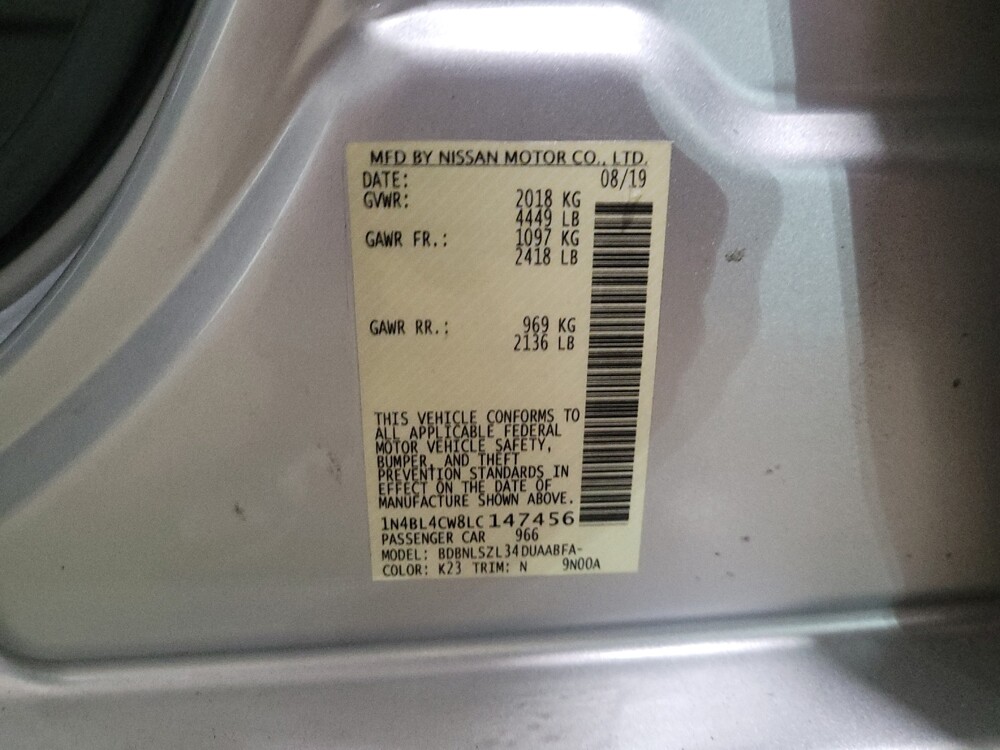 MFD BY NISSAN MOTOR CO., LTD.
DATE: 08/19
GVWR: 2018 KG
4449 LB
GAWR FR.: 1097 KG
2418 LB
GAWR RR.: 969 KG
2136 LB
THIS VEHICLE CONFORMS TO
ALL APPLICABLE FEDERAL
MOTOR VEHICLE SAFETY,
BUMPER, AND THEFT
PREVENTION STANDARDS IN
EFFECT ON THE DATE OF
MANUFACTURE SHOWN ABOVE.
1N4BL4CW8LC147456
PASSENGER CAR 966
MODEL: BDBNLSZL34DUAABFA-
COLOR: K23 TRIM: N 9N00A